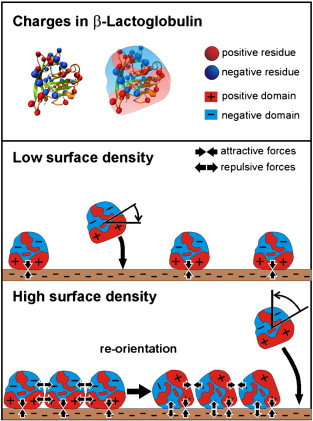 Charges in β-Lactoglobulin
positive residue
negative residue
+ positive domain
− negative domain
Low surface density
attractive forces
repulsive forces
High surface density
re-orientation